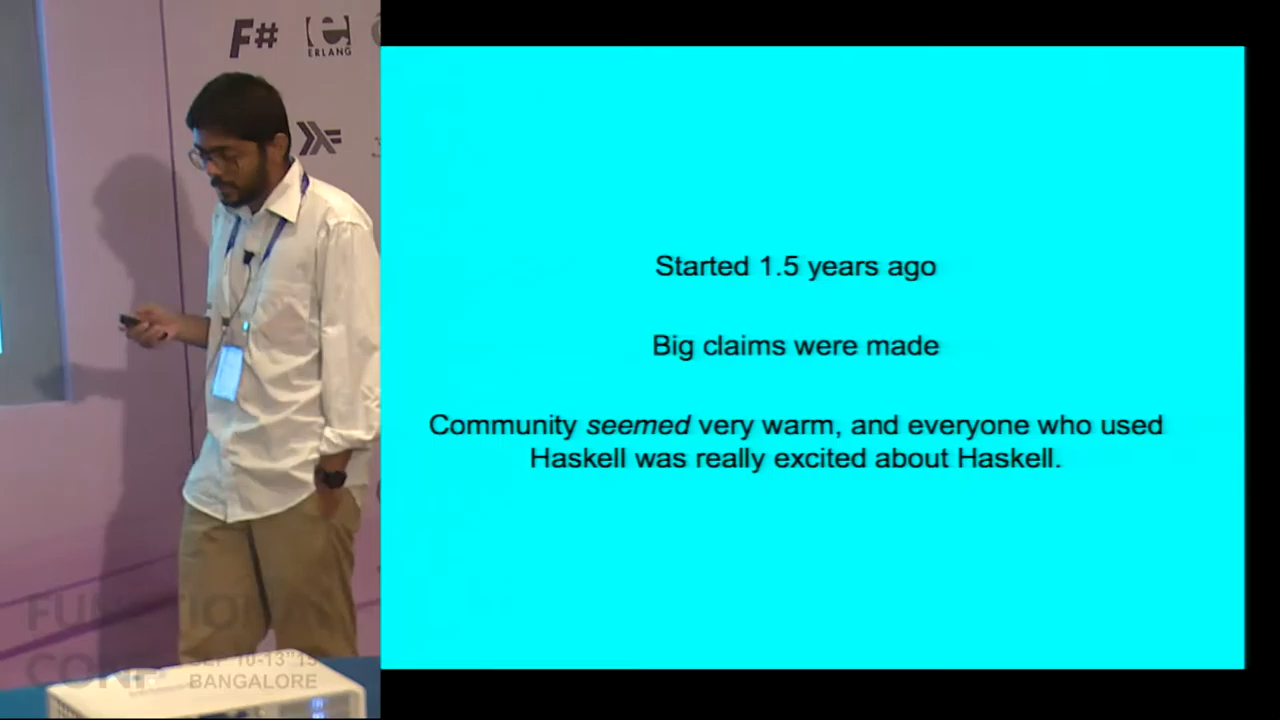 F#
ERLANG
Started 1.5 years ago
Big claims were made
Community seemed very warm, and everyone who used
Haskell was really excited about Haskell.
CONF
BANGALORE